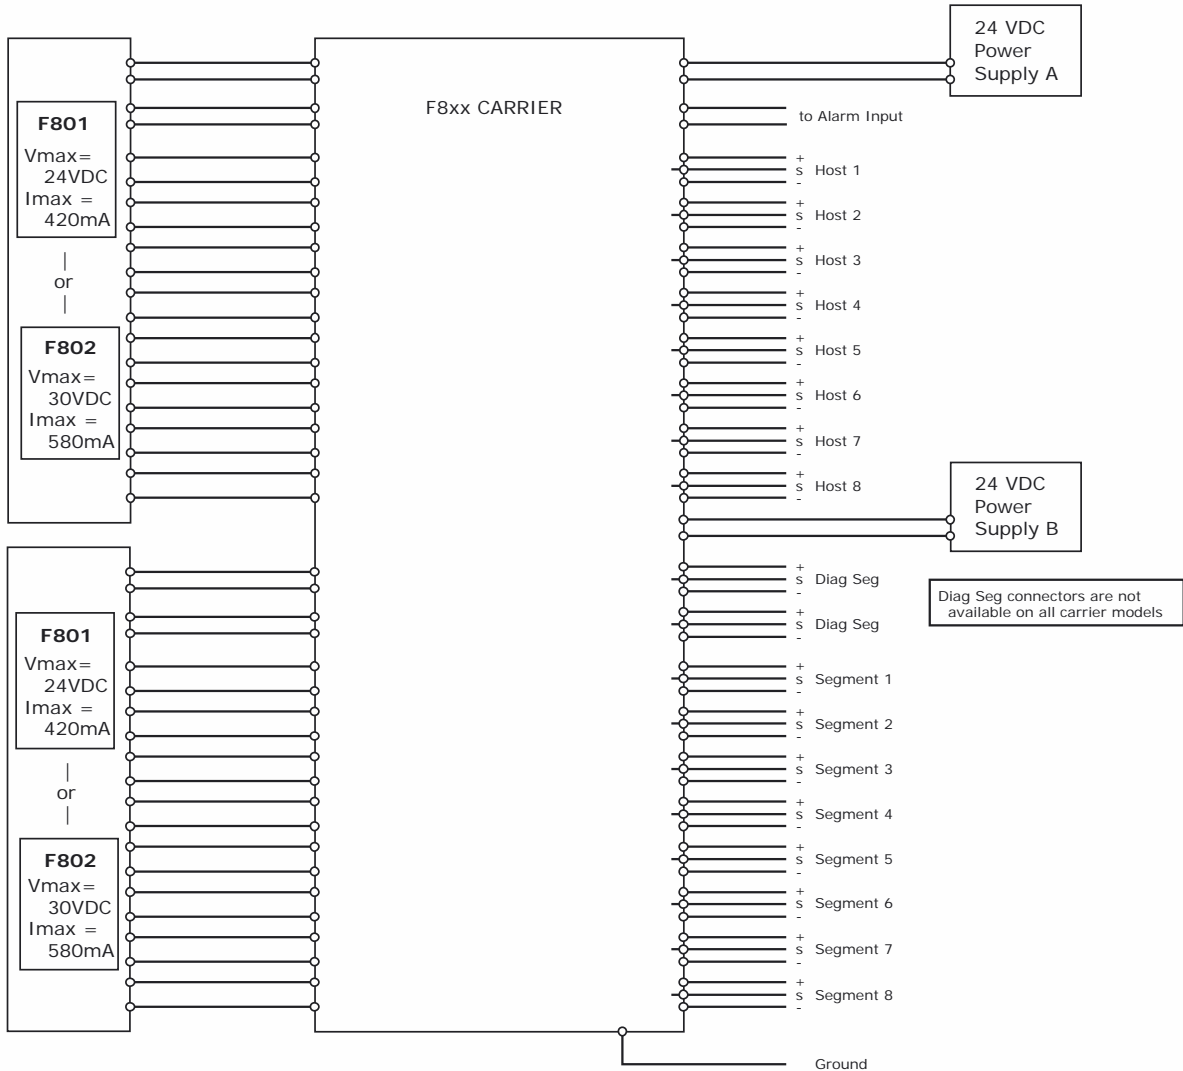 24 VDC
Power
Supply A
F8xx CARRIER
to Alarm Input
F801
Vmax=
24VDC
Imax =
420mA
|
or
|
F802
Vmax=
30VDC
Imax =
580mA
+
s Host 1
-
+
s Host 2
-
+
s Host 3
-
+
s Host 4
-
+
s Host 5
-
+
s Host 6
-
+
s Host 7
-
+
s Host 8
-
24 VDC
Power
Supply B
+
s Diag Seg
-
+
s Diag Seg
-
Diag Seg connectors are not
available on all carrier models
F801
Vmax=
24VDC
Imax =
420mA
|
or
|
F802
Vmax=
30VDC
Imax =
580mA
+
s Segment 1
-
+
s Segment 2
-
+
s Segment 3
-
+
s Segment 4
-
+
s Segment 5
-
+
s Segment 6
-
+
s Segment 7
-
+
s Segment 8
-
Ground